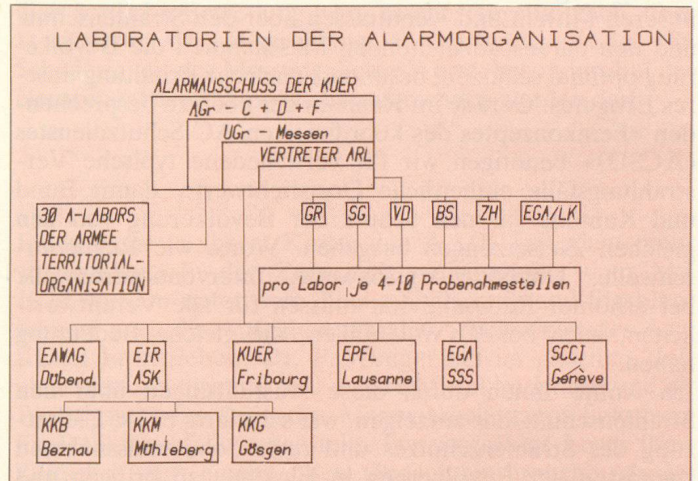 LABORATORIEN DER ALARMORGANISATION
ALARMAUSSCHUSS DER KUER
AGr - C + D + F
UGr - Messen
VERTRETER ARL
30 A-LABORS
DER ARMEE
TERRITORIAL-
ORGANISATION
GR SG VD BS ZH EGA/LK
pro Labor je 4-10 Probenahmestellen
EAWAG
Dübend.
EIR
ASK
KUER
Fribourg
EPFL
Lausanne
EGA
SSS
SCCI
Genève
KKB
Beznau
KKM
Mühleberg
KKG
Gösgen